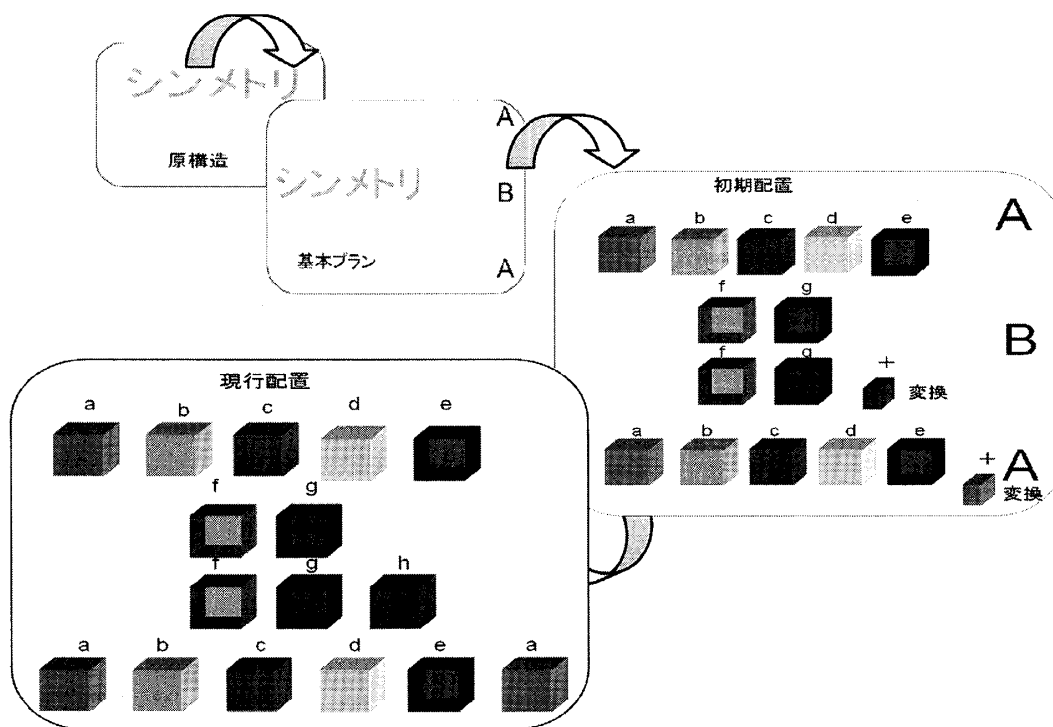 シンメトリ
原構造
シンメトリ
A
B
A
基本プラン
初期配置
a b c d e
A
f g
B
f g
+
変換
a b c d e
A
+
変換
現行配置
a b c d e
f g
f g h
a b c d e a